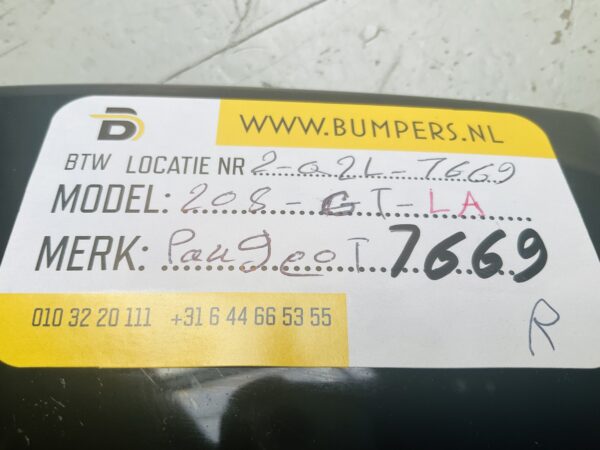 B
WWW.BUMPERS.NL
BTW LOCATIE NR 2-Q2L-7669
MODEL: 208-GT-LA
MERK: PauGeoT 7669
010 32 20 111 +31 6 44 66 53 55
R